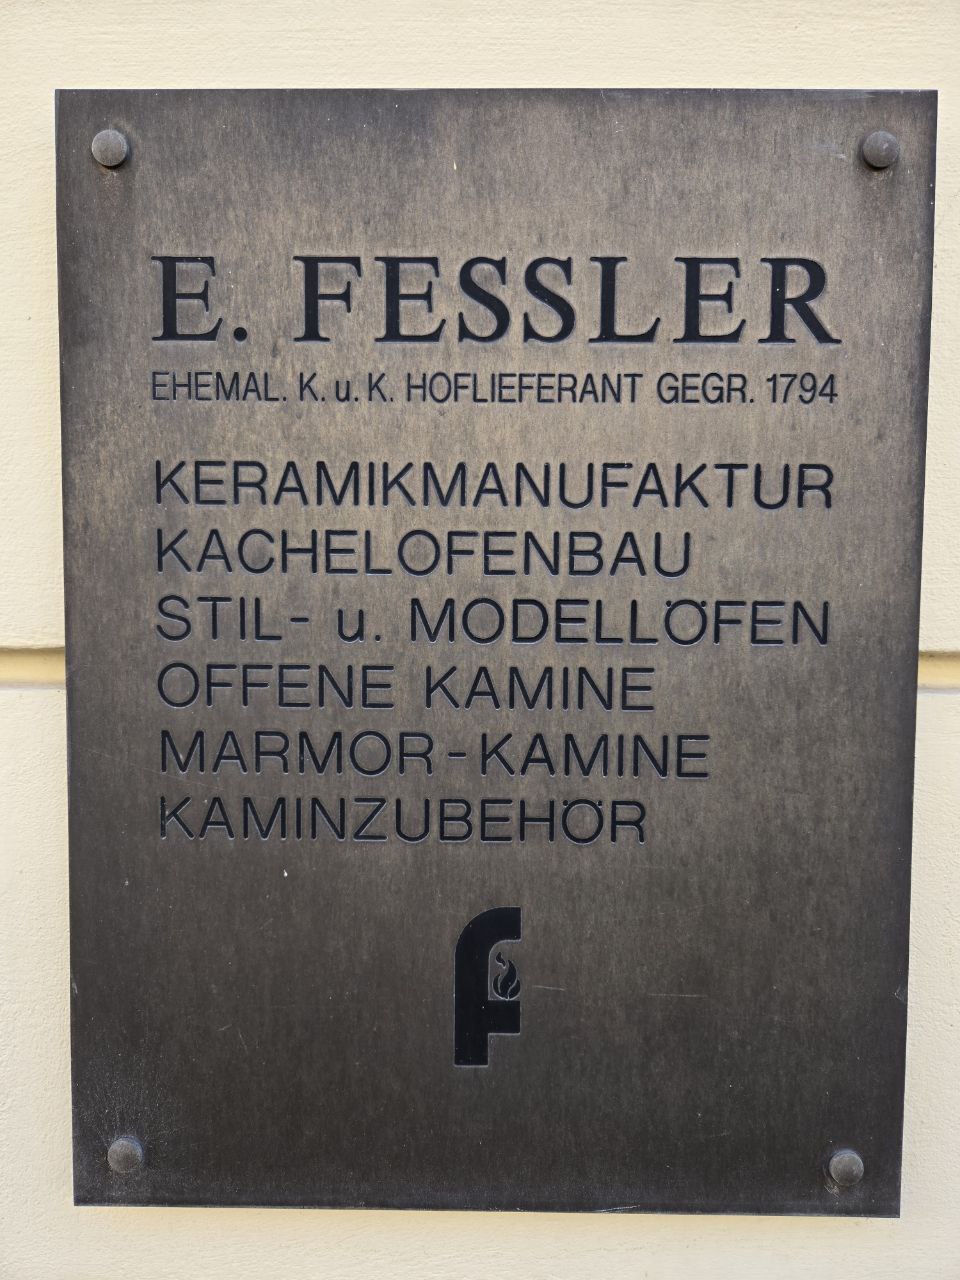 E. FESSLER
EHEMAL. K. u. K. HOFLIEFERANT GEGR. 1794
KERAMIKMANUFAKTUR
KACHELOFENBAU
STIL- u. MODELLÖFEN
OFFENE KAMINE
MARMOR-KAMINE
KAMINZUBEHÖR
f